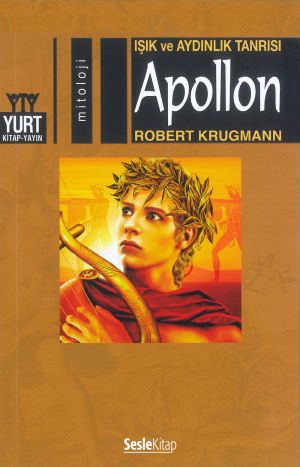 IŞIK ve AYDINLIK TANRISI
Apollon
ROBERT KRUGMANN
mitoloji
YURT
KİTAP-YAYIN
SesleKitap